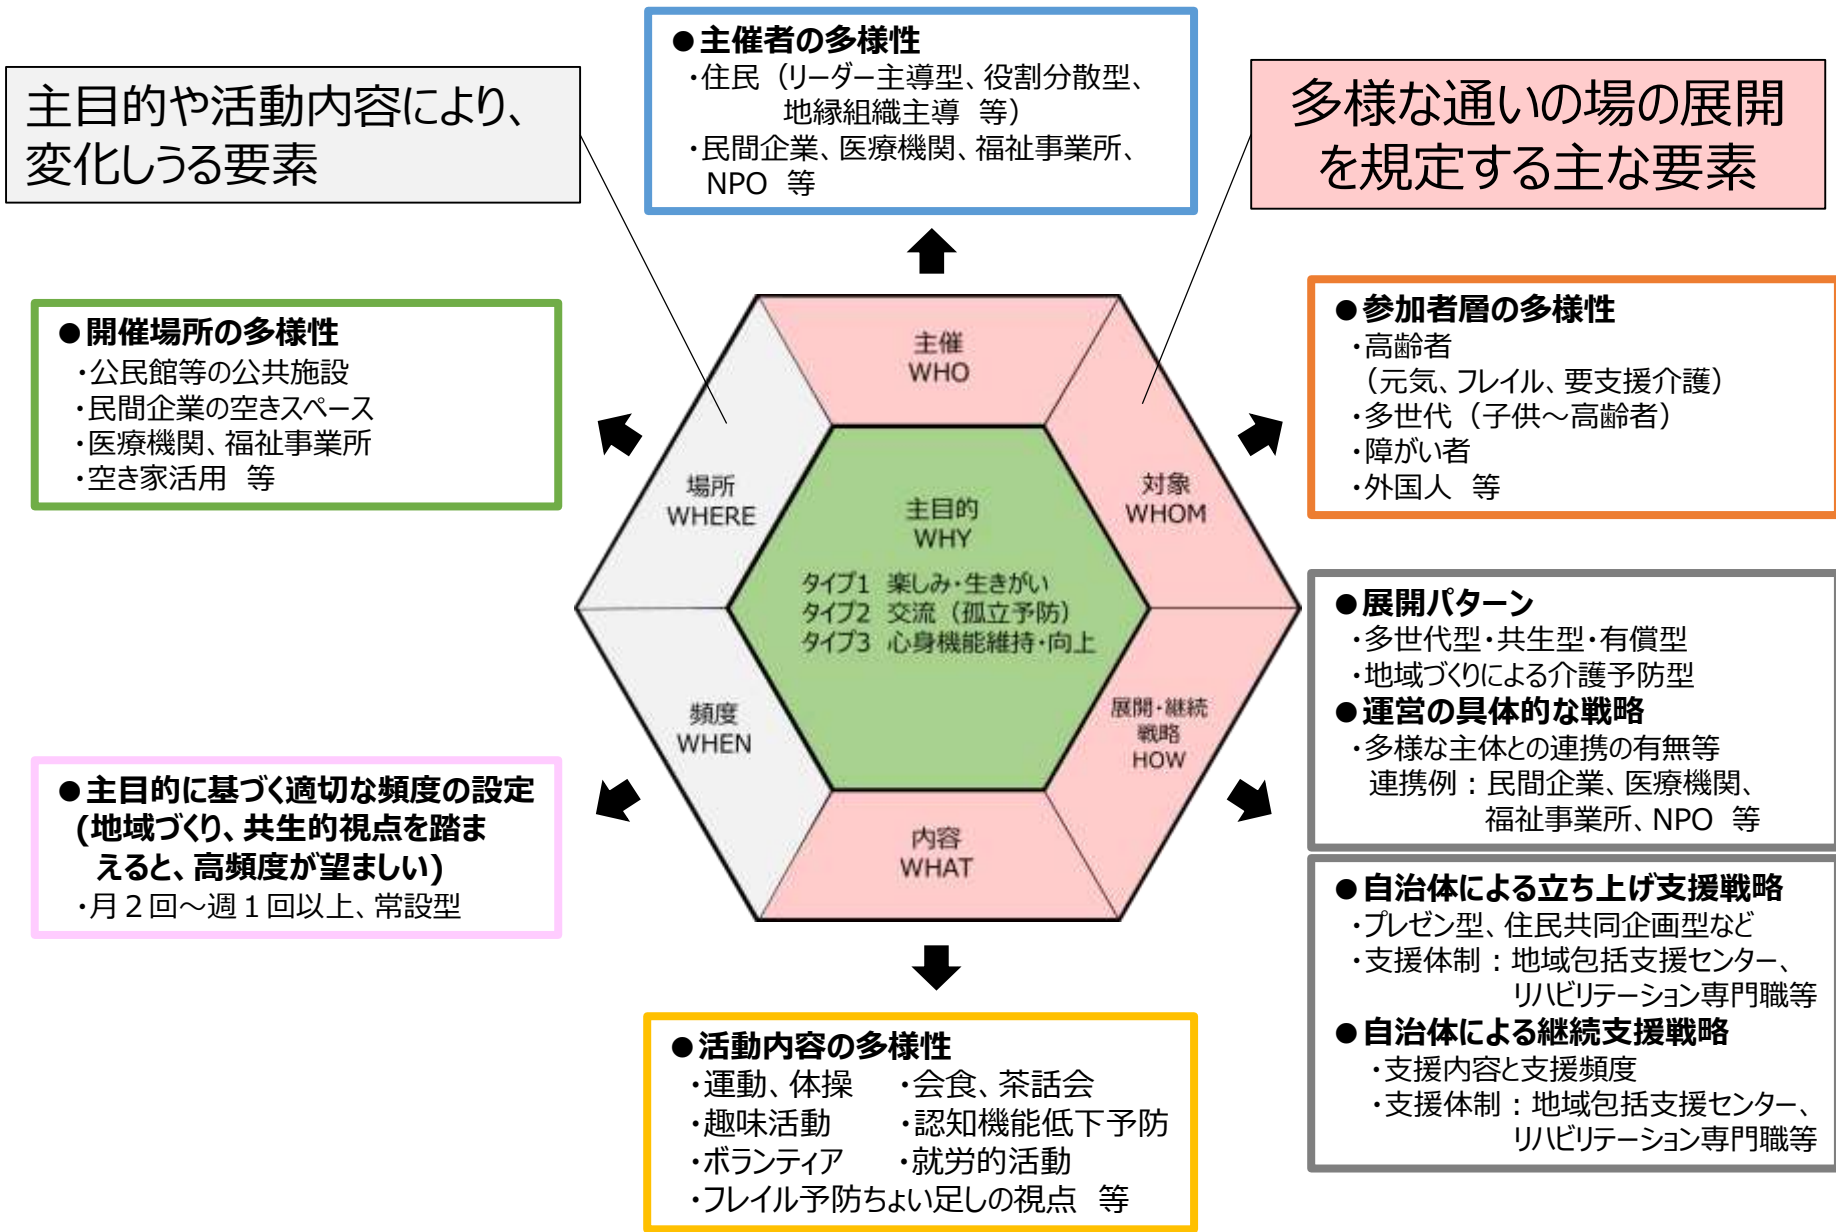 ●主催者の多様性
・住民（リーダー主導型、役割分散型、
地縁組織主導 等）
・民間企業、医療機関、福祉事業所、
NPO 等
主目的や活動内容により、
変化しうる要素
多様な通いの場の展開
を規定する主な要素
●開催場所の多様性
・公民館等の公共施設
・民間企業の空きスペース
・医療機関、福祉事業所
・空き家活用 等
主催
WHO
場所
WHERE
対象
WHOM
主目的
WHY
タイプ1 楽しみ・生きがい
タイプ2 交流（孤立予防）
タイプ3 心身機能維持・向上
頻度
WHEN
展開・継続
戦略
HOW
内容
WHAT
●参加者層の多様性
・高齢者
（元気、フレイル、要支援介護）
・多世代（子供～高齢者）
・障がい者
・外国人 等
●展開パターン
・多世代型・共生型・有償型
・地域づくりによる介護予防型
●運営の具体的な戦略
・多様な主体との連携の有無等
連携例：民間企業、医療機関、
福祉事業所、NPO 等
●主目的に基づく適切な頻度の設定
(地域づくり、共生的視点を踏ま
えると、高頻度が望ましい)
・月２回～週１回以上、常設型
●自治体による立ち上げ支援戦略
・プレゼン型、住民共同企画型など
・支援体制：地域包括支援センター、
リハビリテーション専門職等
●自治体による継続支援戦略
・支援内容と支援頻度
・支援体制：地域包括支援センター、
リハビリテーション専門職等
●活動内容の多様性
・運動、体操 ・会食、茶話会
・趣味活動 ・認知機能低下予防
・ボランティア ・就労的活動
・フレイル予防ちょい足しの視点 等